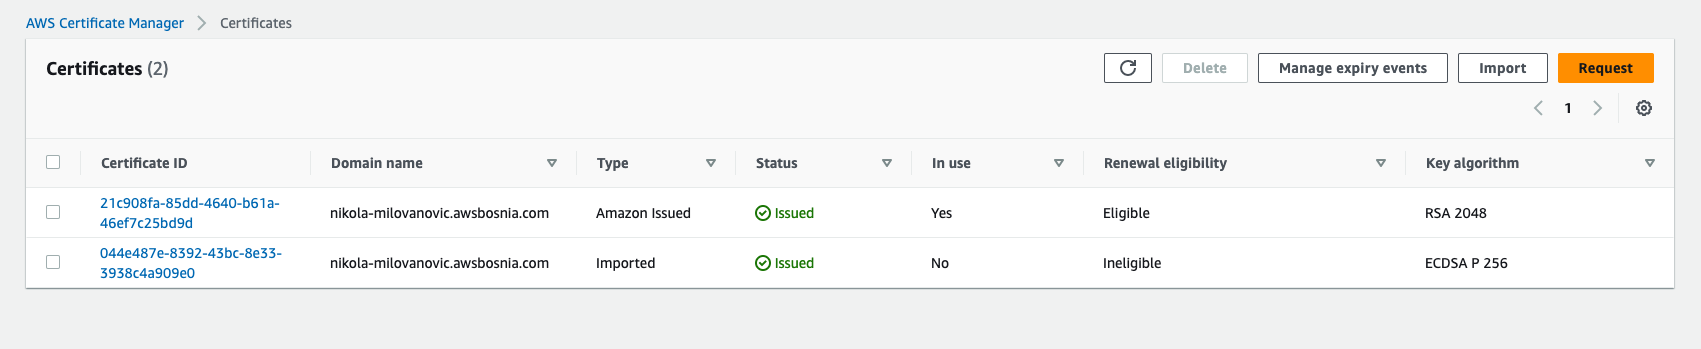 AWS Certificate Manager > Certificates
Certificates (2)
Delete Manage expiry events Import Request
1
Certificate ID Domain name Type Status In use Renewal eligibility Key algorithm
21c908fa-85dd-4640-b61a-
46ef7c25bd9d
nikola-milovanovic.awsbosnia.com Amazon Issued Issued Yes Eligible RSA 2048
044e487e-8392-43bc-8e33-
3938c4a909e0
nikola-milovanovic.awsbosnia.com Imported Issued No Ineligible ECDSA P 256